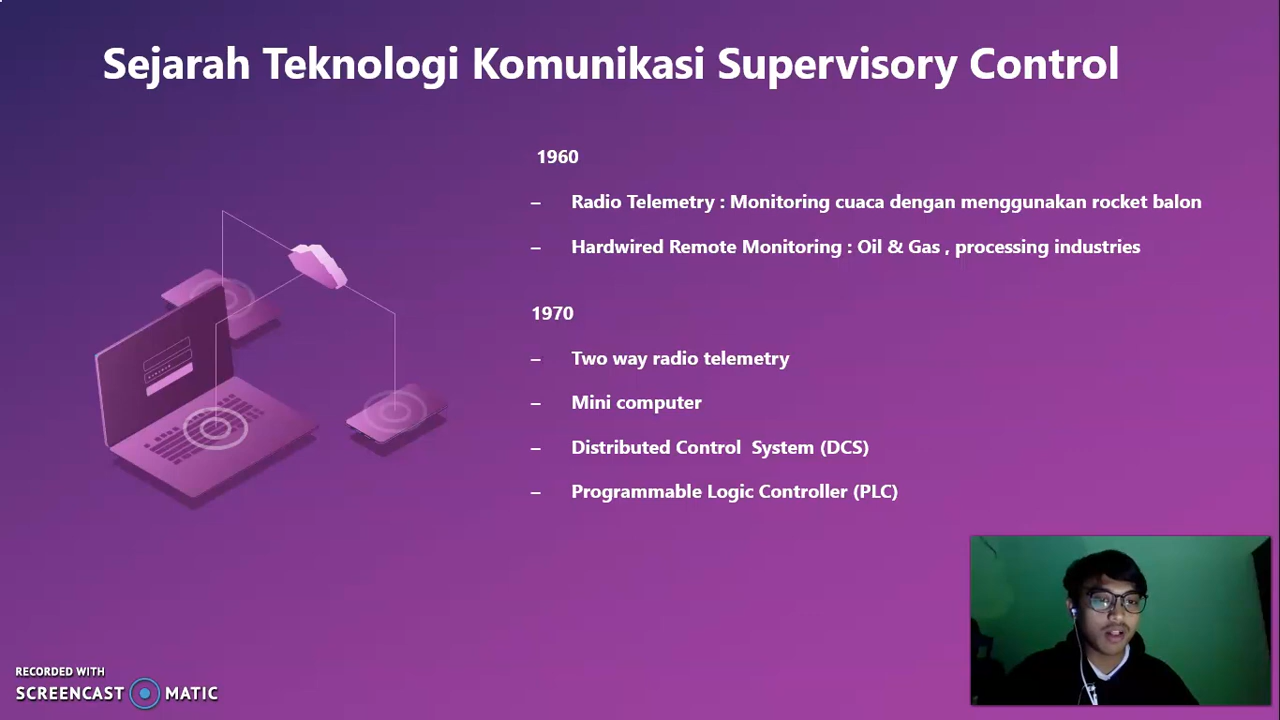 Sejarah Teknologi Komunikasi Supervisory Control
1960
– Radio Telemetry : Monitoring cuaca dengan menggunakan rocket balon
– Hardwired Remote Monitoring : Oil & Gas , processing industries
1970
– Two way radio telemetry
– Mini computer
– Distributed Control System (DCS)
– Programmable Logic Controller (PLC)
RECORDED WITH
SCREENCAST MATIC